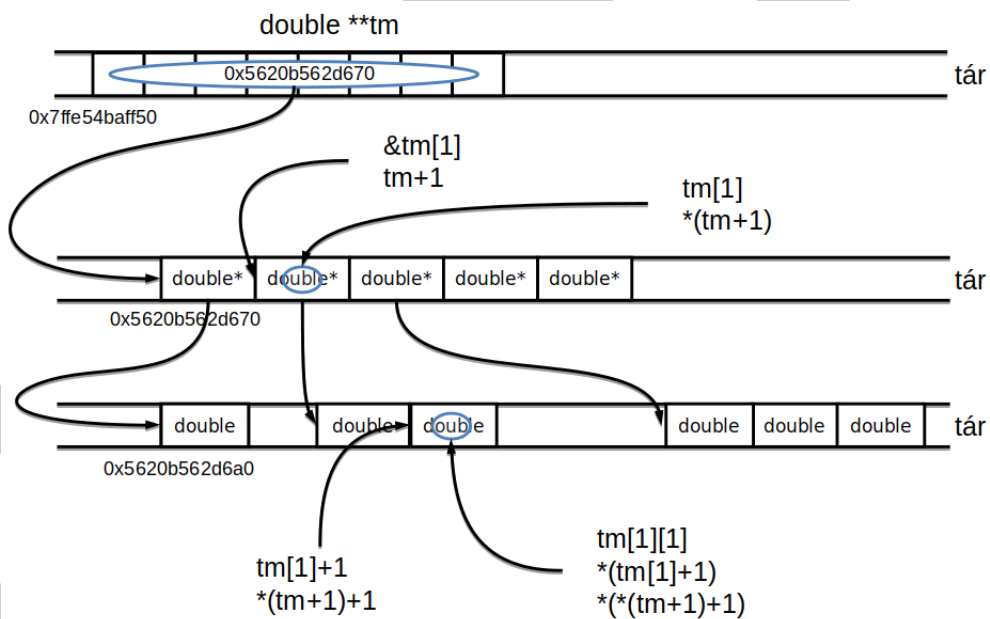 double **tm
0x5620b562d670
tár
0x7ffe54baff50
&tm[1]
tm+1
tm[1]
*(tm+1)
double* double* double* double* double*
tár
0x5620b562d670
double double double double double double
tár
0x5620b562d6a0
tm[1]+1
*(tm+1)+1
tm[1][1]
*(tm[1]+1)
*(*(tm+1)+1)